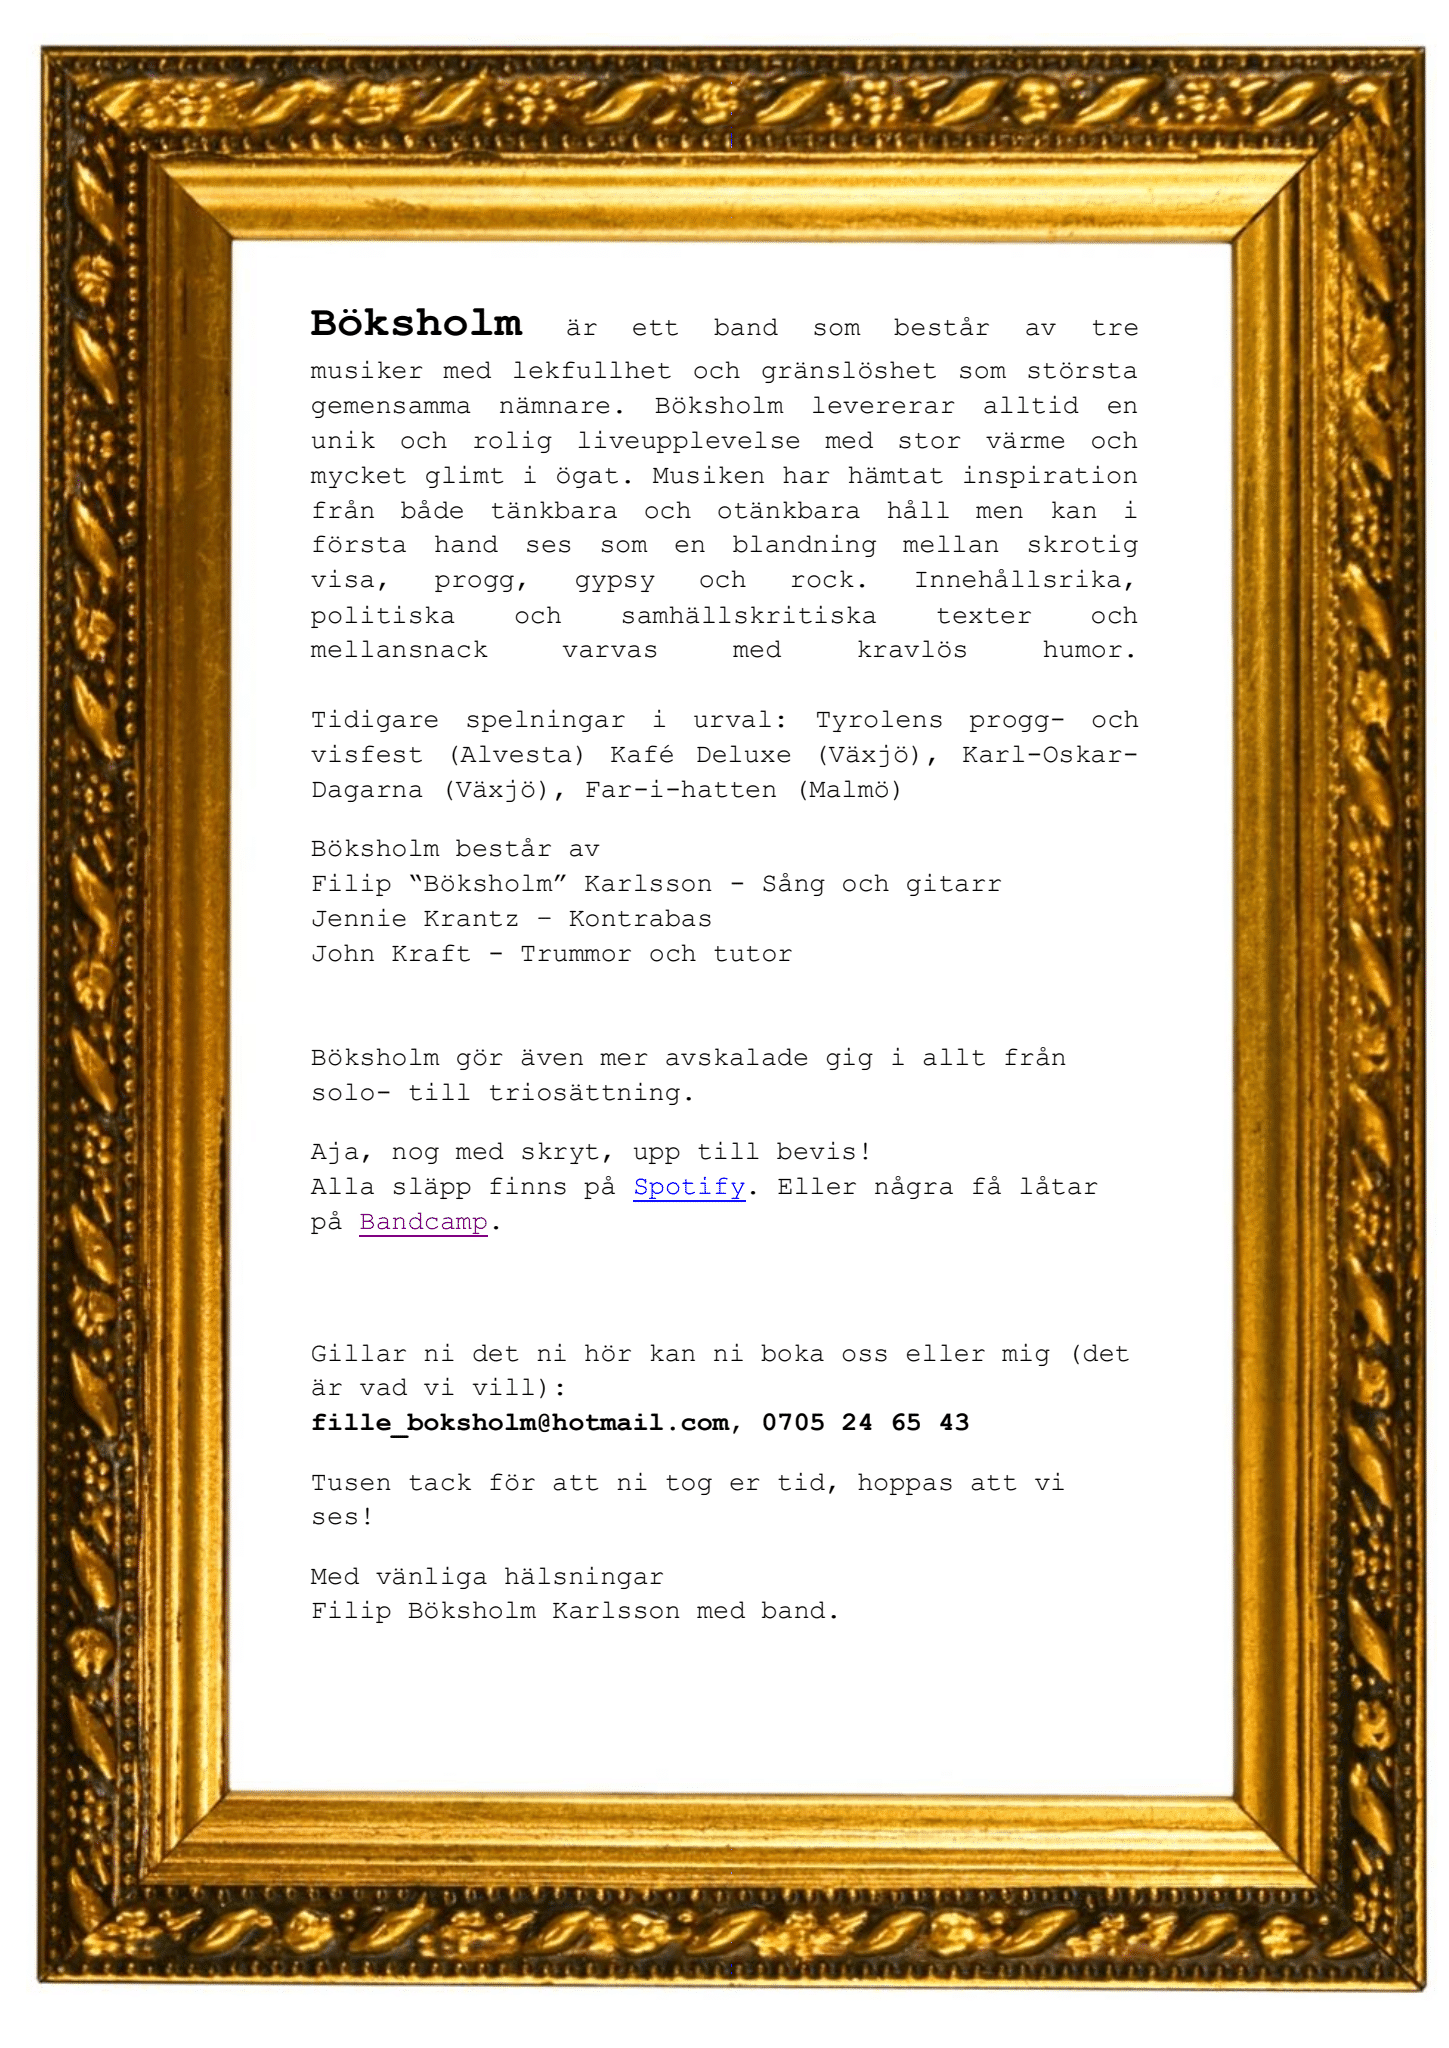 Böksholm är ett band som består av tre
musiker med lekfullhet och gränslöshet som största
gemensamma nämnare. Böksholm levererar alltid en
unik och rolig liveupplevelse med stor värme och
mycket glimt i ögat. Musiken har hämtat inspiration
från både tänkbara och otänkbara håll men kan i
första hand ses som en blandning mellan skrotig
visa, progg, gypsy och rock. Innehållsrika,
politiska och samhällskritiska texter och
mellansnack varvas med kravlös humor.
Tidigare spelningar i urval: Tyrolens progg- och
visfest (Alvesta) Kafé Deluxe (Växjö), Karl-Oskar-
Dagarna (Växjö), Far-i-hatten (Malmö)
Böksholm består av
Filip “Böksholm” Karlsson - Sång och gitarr
Jennie Krantz – Kontrabas
John Kraft - Trummor och tutor
Böksholm gör även mer avskalade gig i allt från
solo- till triosättning.
Aja, nog med skryt, upp till bevis!
Alla släpp finns på Spotify. Eller några få låtar
på Bandcamp.
Gillar ni det ni hör kan ni boka oss eller mig (det
är vad vi vill):
fille_boksholm@hotmail.com, 0705 24 65 43
Tusen tack för att ni tog er tid, hoppas att vi
ses!
Med vänliga hälsningar
Filip Böksholm Karlsson med band.